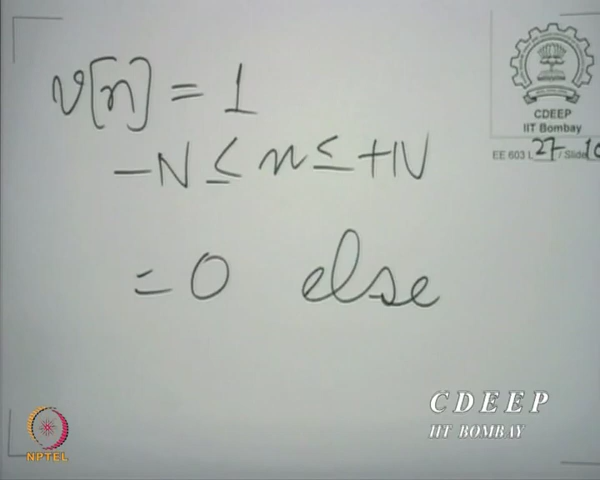 v[n] = 1
-N ≤ n ≤ +N
= 0 else
CDEEP
IIT Bombay
EE 603 L 27 / Slide 10
CDEEP
IIT BOMBAY
NPTEL